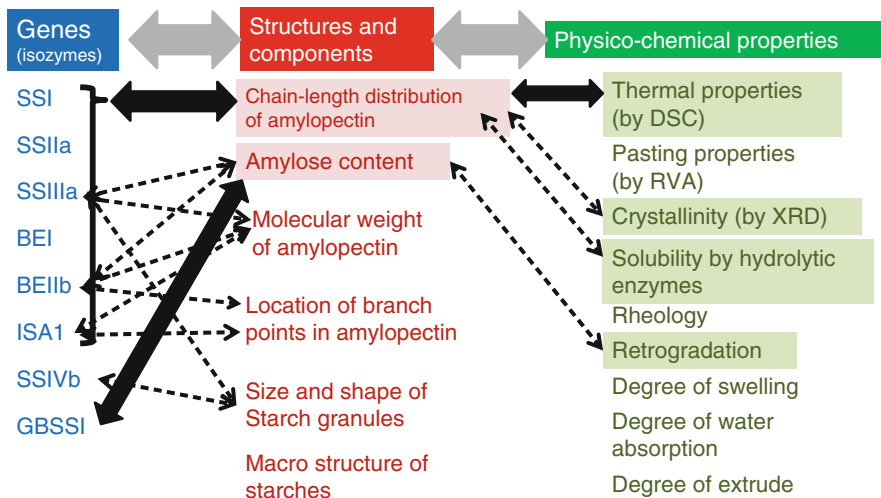 Genes
(isozymes)
SSI
SSIIa
SSIIIa
BEI
BEIIb
ISA1
SSIVb
GBSSI
Structures and
components
Chain-length distribution
of amylopectin
Amylose content
Molecular weight
of amylopectin
Location of branch
points in amylopectin
Size and shape of
Starch granules
Macro structure of
starches
Physico-chemical properties
Thermal properties
(by DSC)
Pasting properties
(by RVA)
Crystallinity (by XRD)
Solubility by hydrolytic
enzymes
Rheology
Retrogradation
Degree of swelling
Degree of water
absorption
Degree of extrude